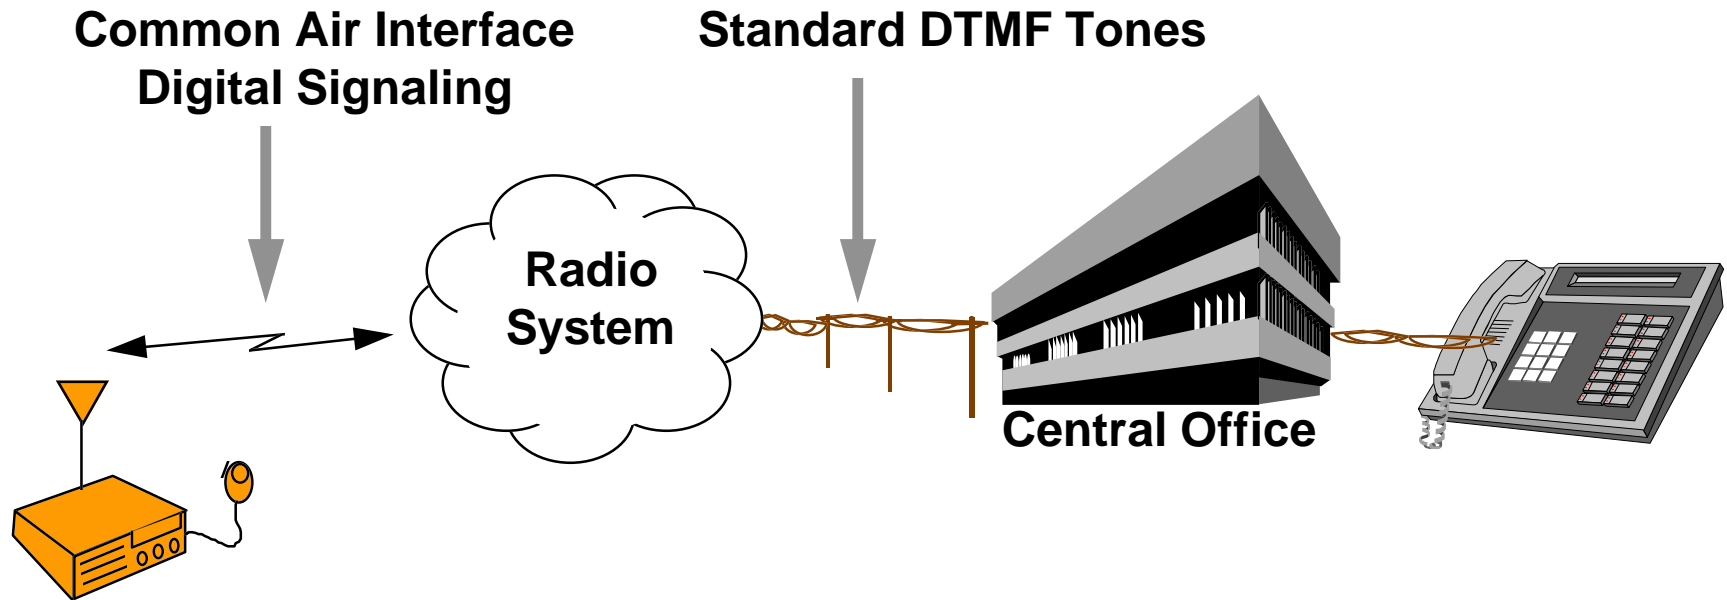 Common Air Interface
Digital Signaling
Standard DTMF Tones
Radio
System
Central Office